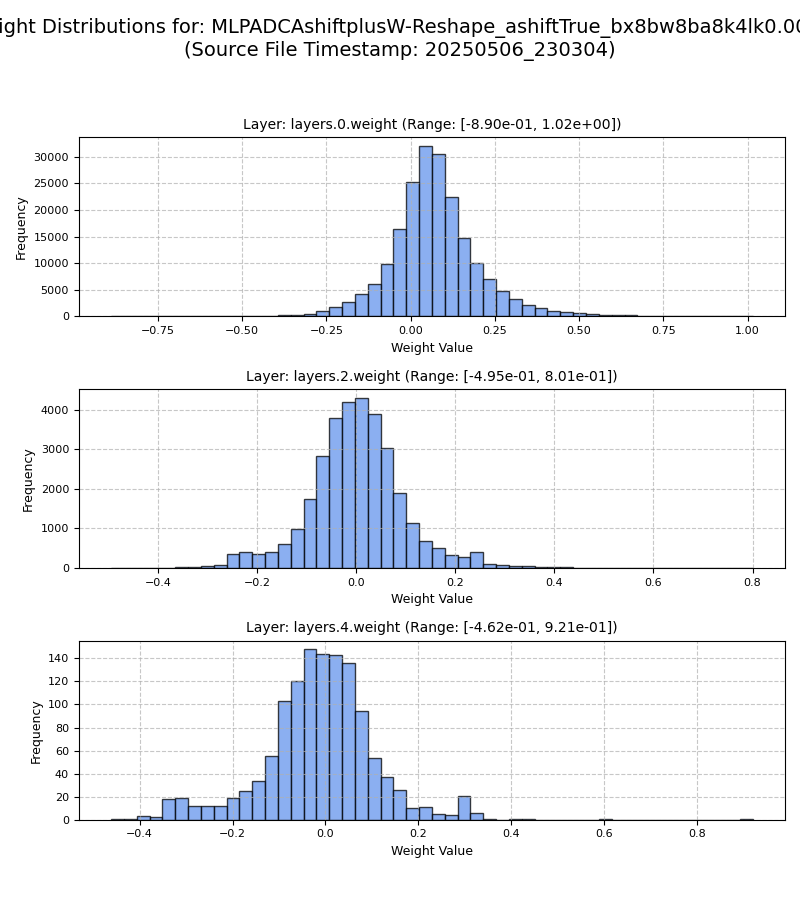 ight Distributions for: MLPADCAshiftplusW-Reshape_ashiftTrue_bx8bw8ba8k4lk0.00
(Source File Timestamp: 20250506_230304)
Layer: layers.0.weight (Range: [-8.90e-01, 1.02e+00])
Frequency
30000
25000
20000
15000
10000
5000
0
−0.75 −0.50 −0.25 0.00 0.25 0.50 0.75 1.00
Weight Value
Layer: layers.2.weight (Range: [-4.95e-01, 8.01e-01])
Frequency
4000
3000
2000
1000
0
−0.4 −0.2 0.0 0.2 0.4 0.6 0.8
Weight Value
Layer: layers.4.weight (Range: [-4.62e-01, 9.21e-01])
Frequency
140
120
100
80
60
40
20
0
−0.4 −0.2 0.0 0.2 0.4 0.6 0.8
Weight Value